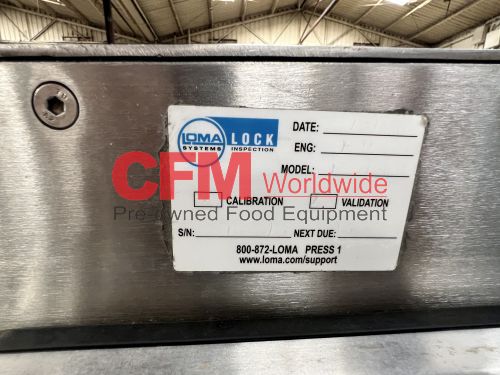 LOMA
SYSTEMS
LOCK
INSPECTION
DATE:
ENG:
MODEL:
CFM Worldwide
CALIBRATION
VALIDATION
Pre-owned Food Equipment
S/N:
NEXT DUE:
800-872-LOMA PRESS 1
www.loma.com/support